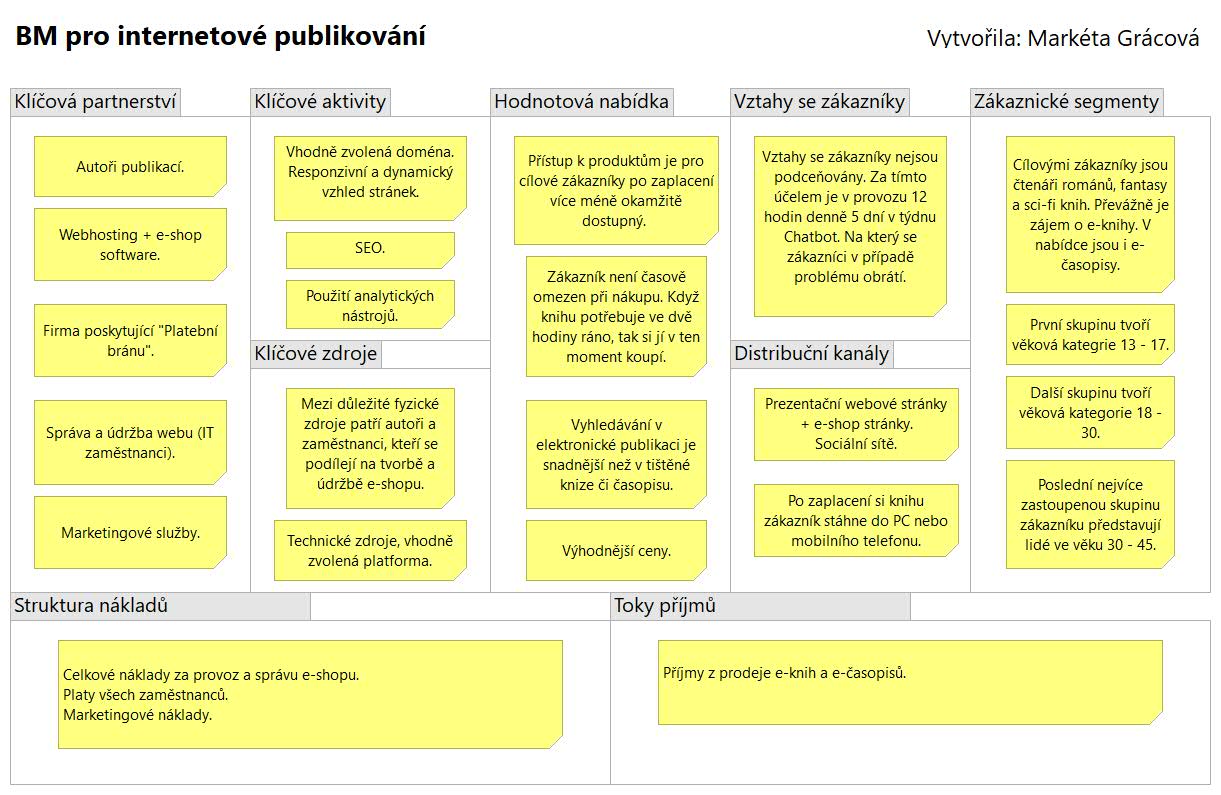 BM pro internetové publikování
Vytvořila: Markéta Grácová
Klíčová partnerství
Autoři publikací.
Webhosting + e-shop
software.
Firma poskytující "Platební
bránu".
Správa a údržba webu (IT
zaměstnanci).
Marketingové služby.
Klíčové aktivity
Vhodně zvolená doména.
Responzivní a dynamický
vzhled stránek.
SEO.
Použití analytických
nástrojů.
Klíčové zdroje
Mezi důležité fyzické
zdroje patří autoři a
zaměstnanci, kteří se
podílejí na tvorbě a
údržbě e-shopu.
Technické zdroje, vhodně
zvolená platforma.
Hodnotová nabídka
Přístup k produktům je pro
cílové zákazníky po zaplacení
více méně okamžitě
dostupný.
Zákazník není časově
omezen při nákupu. Když
knihu potřebuje ve dvě
hodiny ráno, tak si jí v ten
moment koupí.
Vyhledávání v
elektronické publikaci je
snadnější než v tištěné
knize či časopisu.
Výhodnější ceny.
Vztahy se zákazníky
Vztahy se zákazníky nejsou
podceňovány. Za tímto
účelem je v provozu 12
hodin denně 5 dní v týdnu
Chatbot. Na který se
zákazníci v případě
problému obrátí.
Distribuční kanály
Prezentační webové stránky
+ e-shop stránky.
Sociální sítě.
Po zaplacení si knihu
zákazník stáhne do PC nebo
mobilního telefonu.
Zákaznické segmenty
Cílovými zákazníky jsou
čtenáři románů, fantasy
a sci-fi knih. Převážně je
zájem o e-knihy. V
nabídce jsou i e-
časopisy.
První skupinu tvoří
věková kategrie 13 - 17.
Další skupinu tvoří
věková kategorie 18 -
30.
Poslední nejvíce
zastoupenou skupinu
zákazníku představují
lidé ve věku 30 - 45.
Struktura nákladů
Celkové náklady za provoz a správu e-shopu.
Platy všech zaměstnanců.
Marketingové náklady.
Toky příjmů
Příjmy z prodeje e-knih a e-časopisů.